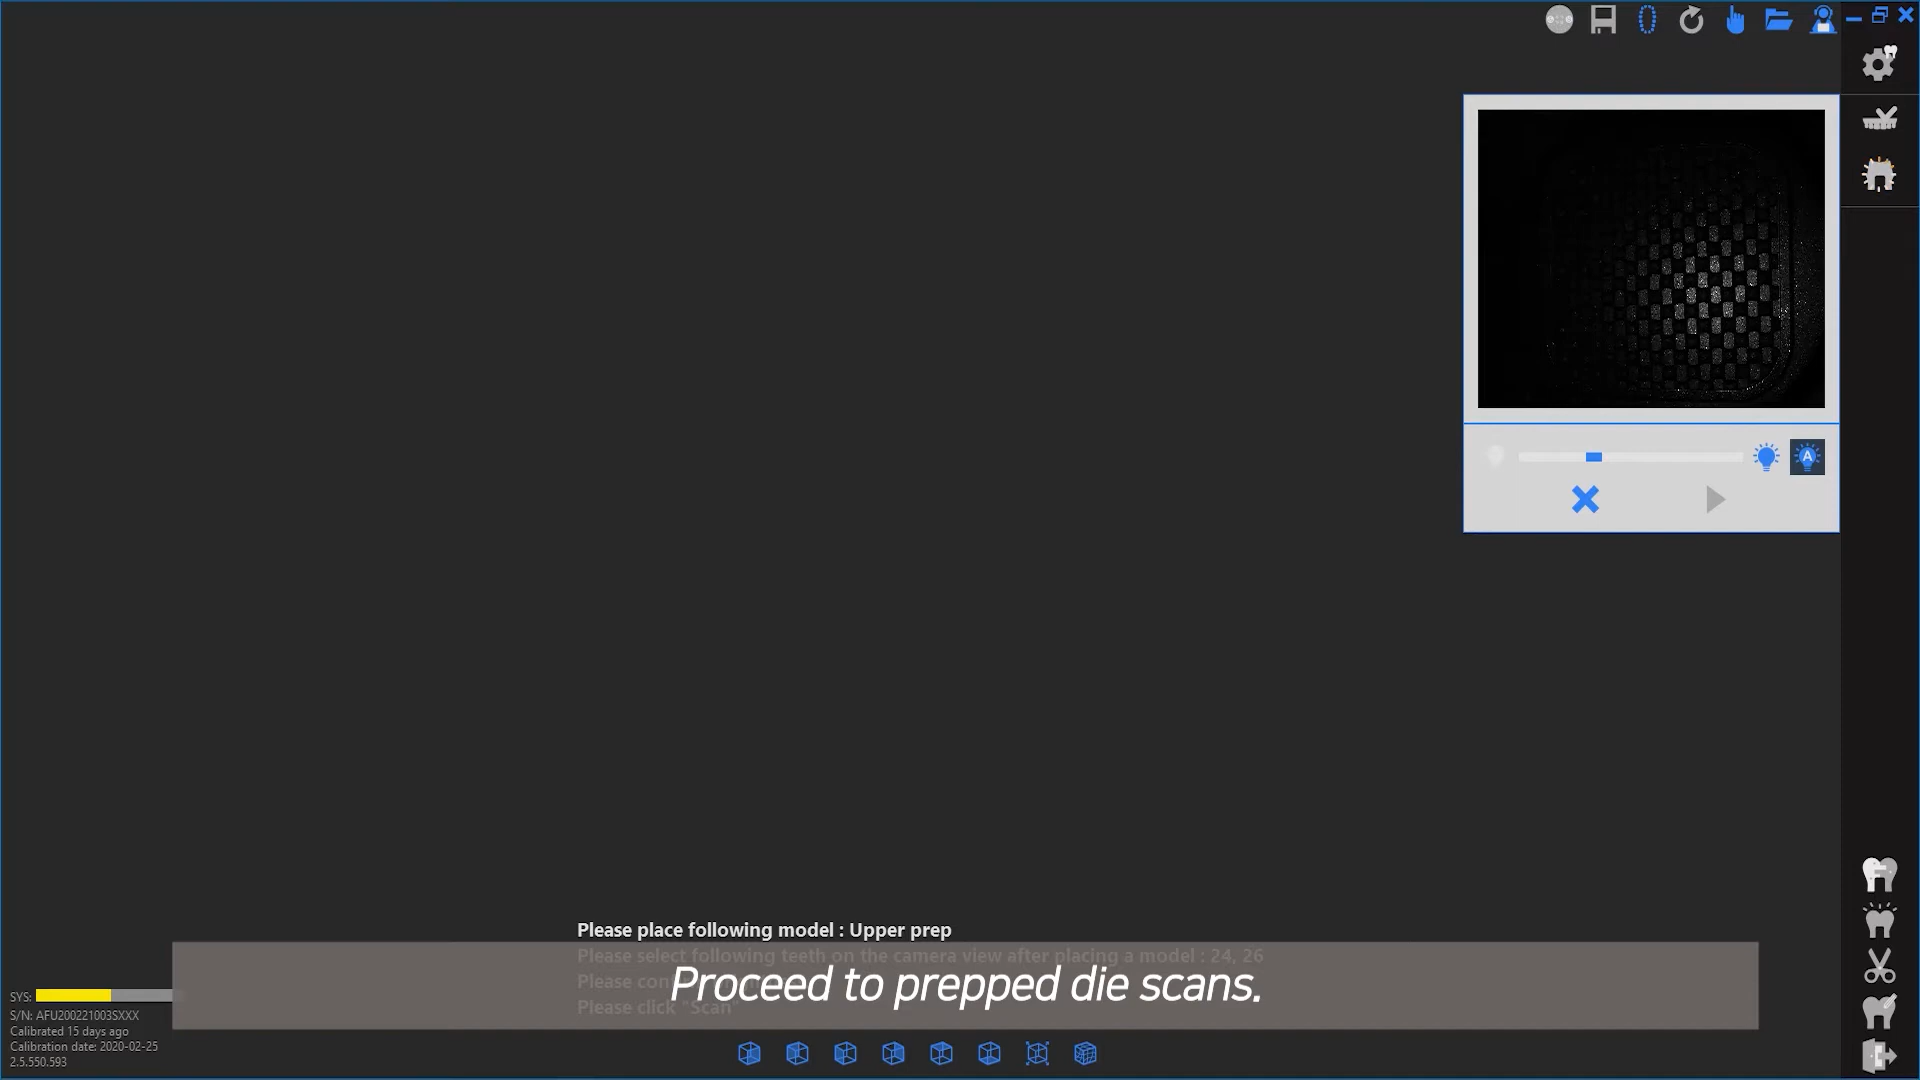 Please place following model : Upper prep
Please select following teeth on the camera view after placing a model : 24, 26
Please con
Please click "Scan"
Proceed to prepped die scans.
A
SYS:
S/N: AFU200221003SXXX
Calibrated 15 days ago
Calibration date: 2020-02-25
2.5.550.593